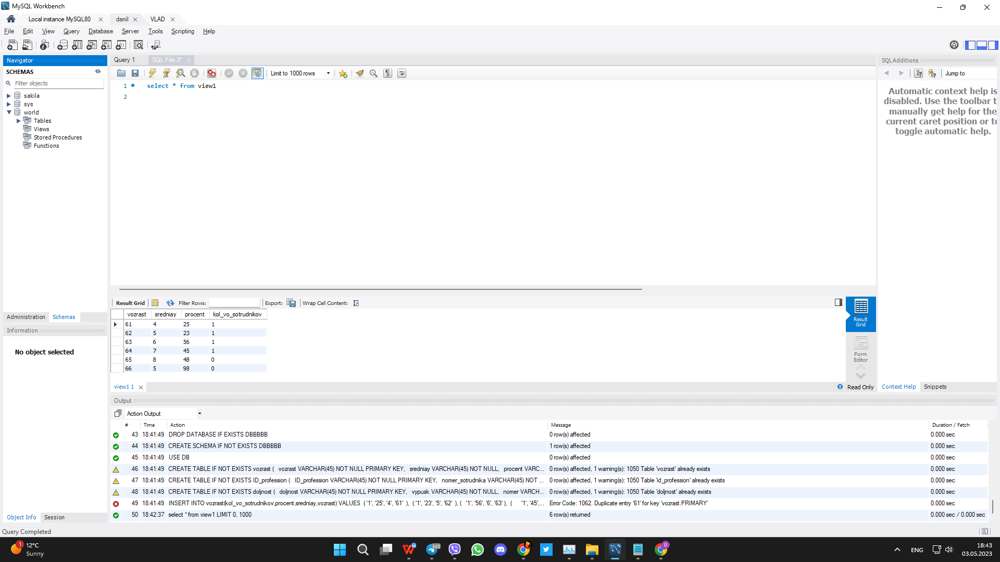 MySQL Workbench
Local instance MySQL80
danil
VLAD
File Edit View Query Database Server Tools Scripting Help
Navigator
SCHEMAS
Filter objects
sakila
sys
world
Tables
Views
Stored Procedures
Functions
Administration Schemas
Information
No object selected
Object Info Session
Query 1
SQL File 3*
Limit to 1000 rows
1 select * from view1
2
Result Grid
Filter Rows:
Export:
Wrap Cell Content:
vozrast sredniay procent kol_vo_sotrudnikov
61 4 25 1
62 5 23 1
63 6 56 1
64 7 45 1
65 8 48 0
66 5 98 0
Result
Grid
Form
Editor
view1 1
Read Only
SQLAdditions
Jump to
Automatic context help is
disabled. Use the toolbar t
manually get help for the
current caret position or to
toggle automatic help.
Context Help Snippets
Output
Action Output
# Time Action Message Duration / Fetch
43 18:41:49 DROP DATABASE IF EXISTS DBBBBB 0 row(s) affected 0.000 sec
44 18:41:49 CREATE SCHEMA IF NOT EXISTS DBBBBB 1 row(s) affected 0.000 sec
45 18:41:49 USE DB 0 row(s) affected 0.000 sec
46 18:41:49 CREATE TABLE IF NOT EXISTS vozrast ( vozrast VARCHAR(45) NOT NULL PRIMARY KEY, sredniay VARCHAR(45) NOT NULL, procent VARC... 0 row(s) affected, 1 warning(s): 1050 Table 'vozrast' already exists 0.000 sec
47 18:41:49 CREATE TABLE IF NOT EXISTS ID_profession ( ID_profession VARCHAR(45) NOT NULL PRIMARY KEY, nomer_sotrudnika VARCHAR(45) NOT ... 0 row(s) affected, 1 warning(s): 1050 Table 'id_profession' already exists 0.000 sec
48 18:41:49 CREATE TABLE IF NOT EXISTS doljnost ( doljnost VARCHAR(45) NOT NULL PRIMARY KEY, vypusk VARCHAR(45) NOT NULL, nomer VARCH... 0 row(s) affected, 1 warning(s): 1050 Table 'doljnost' already exists 0.000 sec
49 18:41:49 INSERT INTO vozrast(kol_vo_sotrudnikov,procent,sredniay,vozrast) VALUES ( '1', '25', '4', '61' ), ( '1', '23', '5', '62' ), ( '1', '56', '6', '63' ), ( '1', '45',... Error Code: 1062. Duplicate entry '61' for key 'vozrast.PRIMARY' 0.000 sec
50 18:42:37 select * from view1 LIMIT 0, 1000 6 row(s) returned 0.000 sec / 0.000 sec
Query Completed
1
12°C
Sunny
343
D
ENG
18:43
03.05.2023